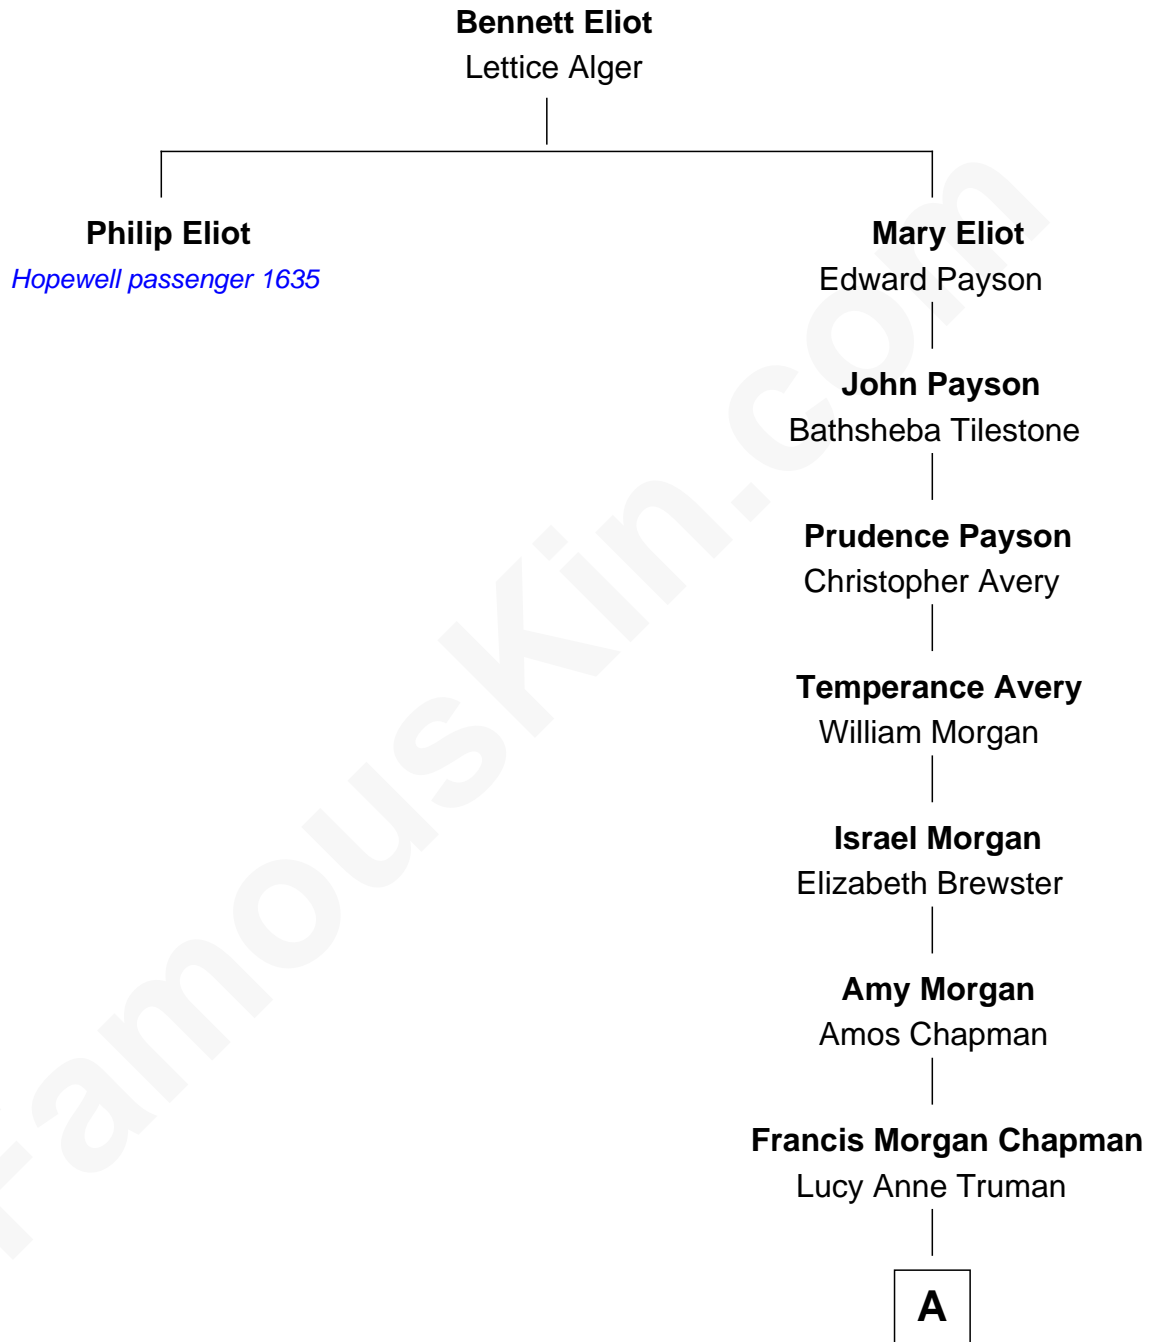 Bennett Eliot
Lettice Alger
Philip Eliot
Hopewell passenger 1635
Mary Eliot
Edward Payson
John Payson
Bathsheba Tilestone
Prudence Payson
Christopher Avery
Temperance Avery
William Morgan
Israel Morgan
Elizabeth Brewster
Amy Morgan
Amos Chapman
Francis Morgan Chapman
Lucy Anne Truman
A
FamousKin.com